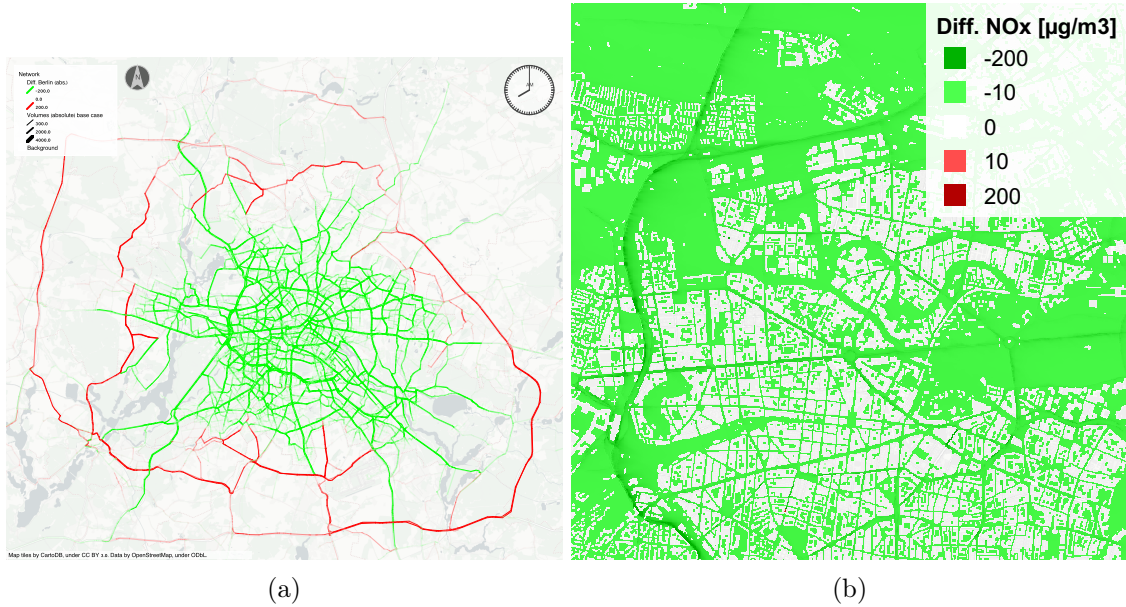 Network
Diff. Berlin (abs.)
-200.0
0.0
200.0
Volumes (absolute) base case
300.0
2000.0
4000.0
Background
N
AM
Map tiles by CartoDB, under CC BY 3.0. Data by OpenStreetMap, under ODbL.
(a)
Diff. NOx [µg/m3]
-200
-10
0
10
200
(b)